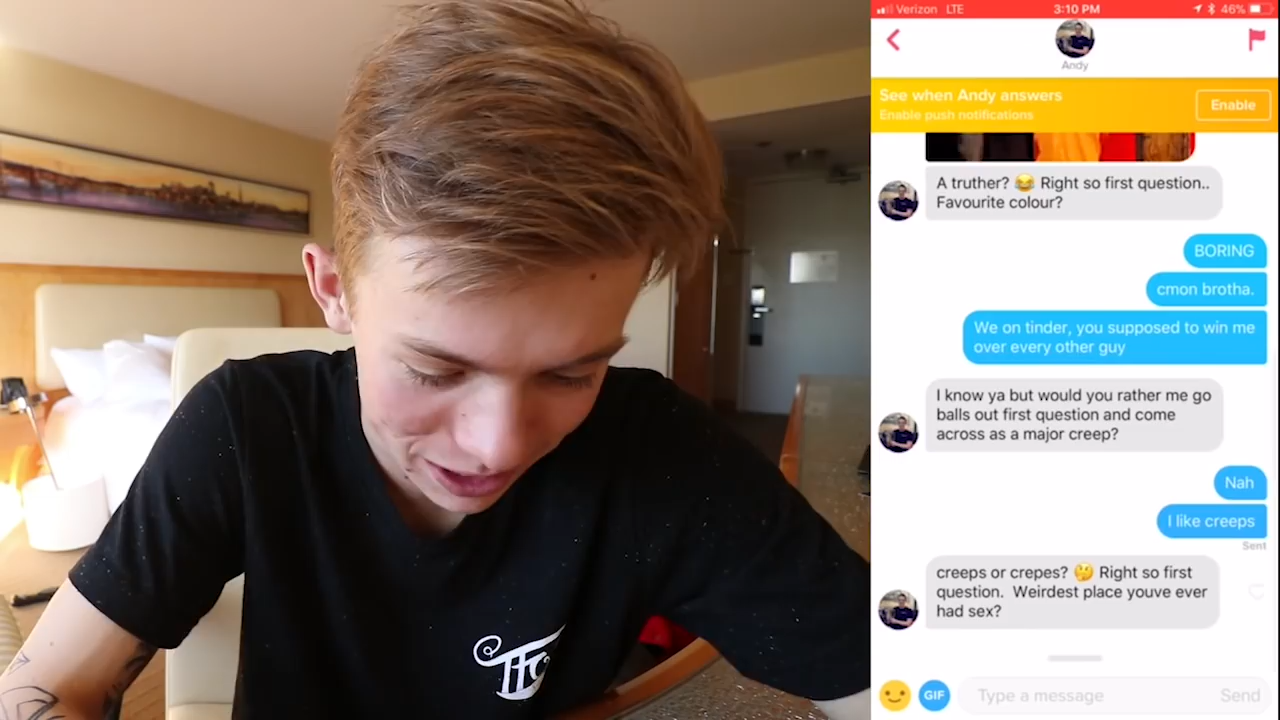 Verizon LTE 3:10 PM 46%
Andy
See when Andy answers
Enable push notifications
Enable
A truther? 😂 Right so first question..
Favourite colour?
BORING
cmon brotha.
We on tinder, you supposed to win me
over every other guy
I know ya but would you rather me go
balls out first question and come
across as a major creep?
Nah
I like creeps
Sent
creeps or crepes? 🤔 Right so first
question. Weirdest place youve ever
had sex?
GIF
Type a message
Send